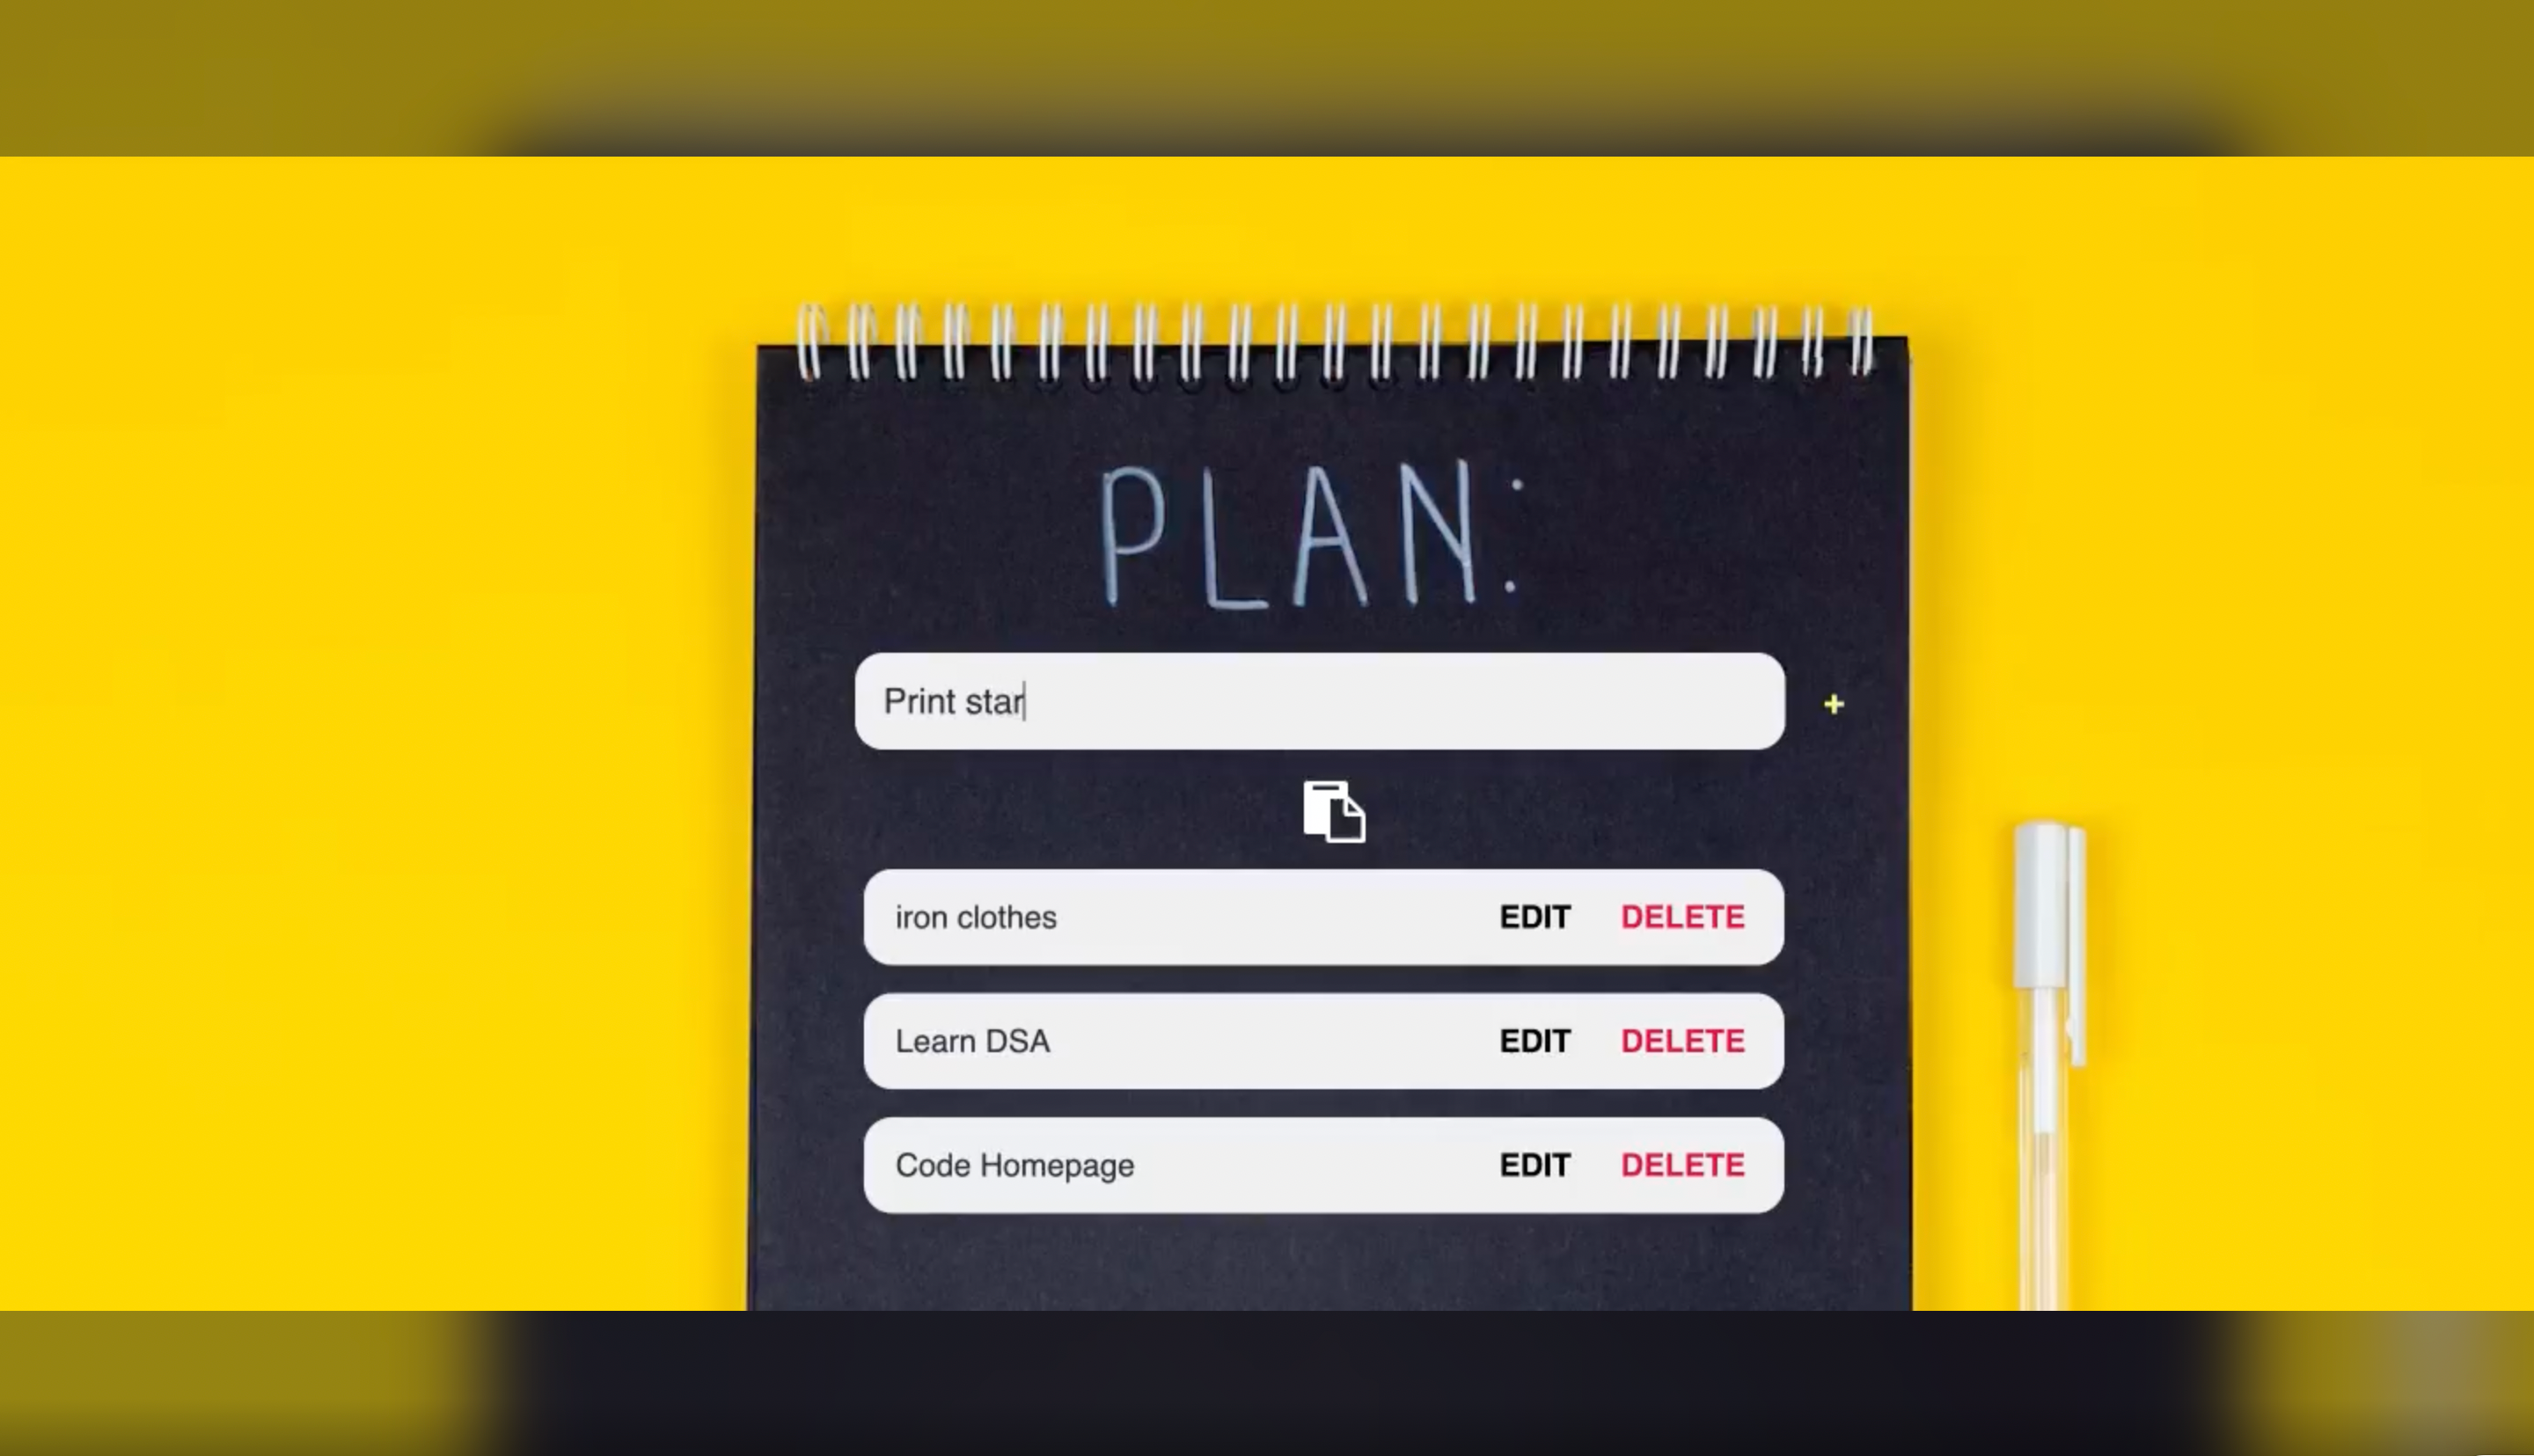 PLAN:
Print star
+
iron clothes EDIT DELETE
Learn DSA EDIT DELETE
Code Homepage EDIT DELETE